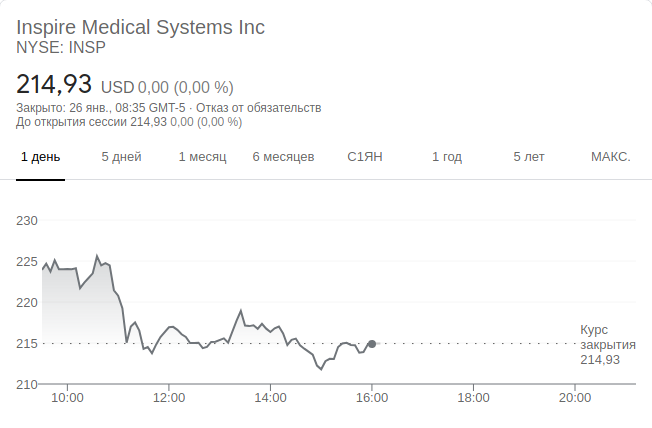 Inspire Medical Systems Inc
NYSE: INSP
214,93 USD 0,00 (0,00 %)
Закрыто: 26 янв., 08:35 GMT-5 · Отказ от обязательств
До открытия сессии 214,93 0,00 (0,00 %)
1 день 5 дней 1 месяц 6 месяцев С1ЯН 1 год 5 лет МАКС.
230
225
220
215
210
Курс
закрытия
214,93
10:00 12:00 14:00 16:00 18:00 20:00